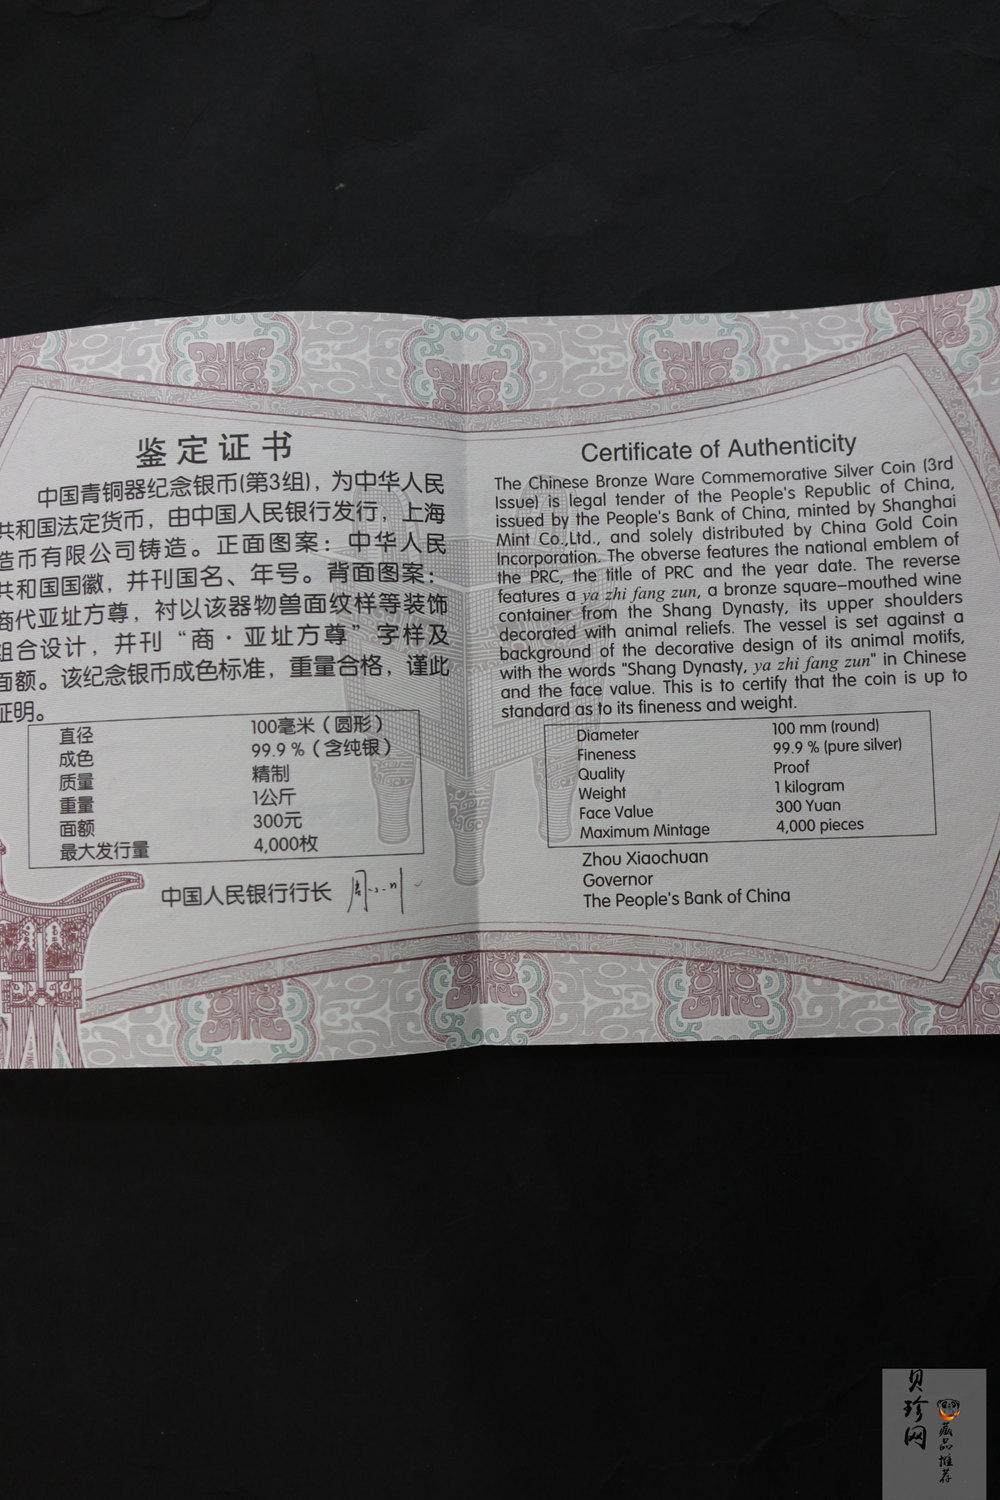 鉴定证书
中国青铜器纪念银币(第3组)，为中华人民
共和国法定货币，由中国人民银行发行，上海
造币有限公司铸造。正面图案：中华人民
共和国国徽，并刊国名、年号。背面图案：
商代亚址方尊，衬以该器物兽面纹样等装饰
组合设计，并刊“商·亚址方尊”字样及
面额。该纪念银币成色标准，重量合格，谨此
证明。
直径 100毫米（圆形）
成色 99.9 %（含纯银）
质量 精制
重量 1公斤
面额 300元
最大发行量 4,000枚
中国人民银行行长 周小川
Certificate of Authenticity
The Chinese Bronze Ware Commemorative Silver Coin (3rd
Issue) is legal tender of the People's Republic of China,
issued by the People's Bank of China, minted by Shanghai
Mint Co.,Ltd., and solely distributed by China Gold Coin
Incorporation. The obverse features the national emblem of
the PRC, the title of PRC and the year date. The reverse
features a ya zhi fang zun, a bronze square-mouthed wine
container from the Shang Dynasty, its upper shoulders
decorated with animal reliefs. The vessel is set against a
background of the decorative design of its animal motifs,
with the words "Shang Dynasty, ya zhi fang zun" in Chinese
and the face value. This is to certify that the coin is up to
standard as to its fineness and weight.
Diameter 100 mm (round)
Fineness 99.9 % (pure silver)
Quality Proof
Weight 1 kilogram
Face Value 300 Yuan
Maximum Mintage 4,000 pieces
Zhou Xiaochuan
Governor
The People's Bank of China
贝珍网
藏品推荐